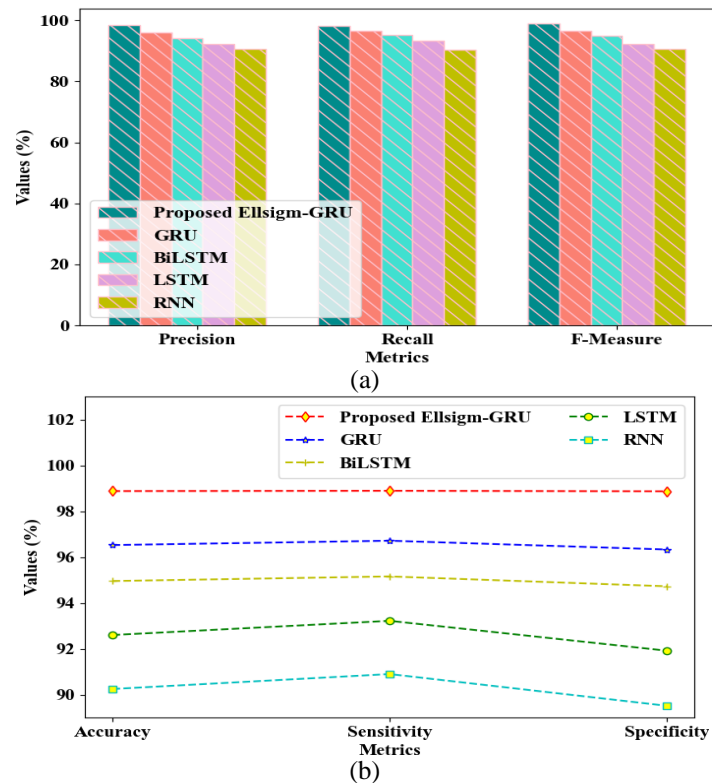 100
80
60
40
20
0
Values (%)
Proposed Ellsigm-GRU
GRU
BiLSTM
LSTM
RNN
Precision Recall F-Measure
Metrics
(a)
102
100
98
96
94
92
90
Values (%)
Proposed Ellsigm-GRU
GRU
BiLSTM
LSTM
RNN
Accuracy Sensitivity Specificity
Metrics
(b)